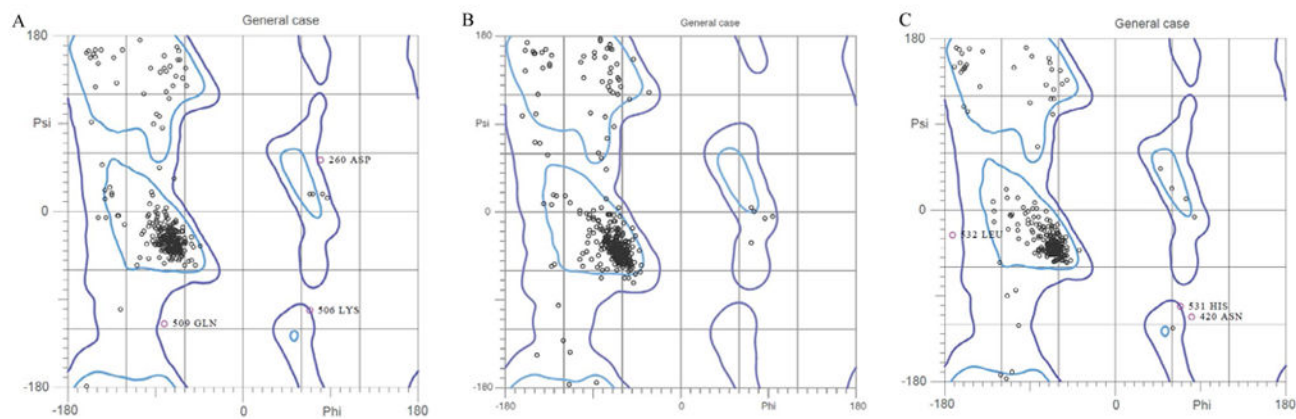 A
General case
180
Psi
0
-180
-180
0
Phi
180
260 ASP
506 LYS
509 GLN
B
General case
180
Psi
0
-180
-180
0
Phi
180
C
General case
180
Psi
0
-180
-180
0
Phi
180
532 LEU
531 HIS
420 ASN